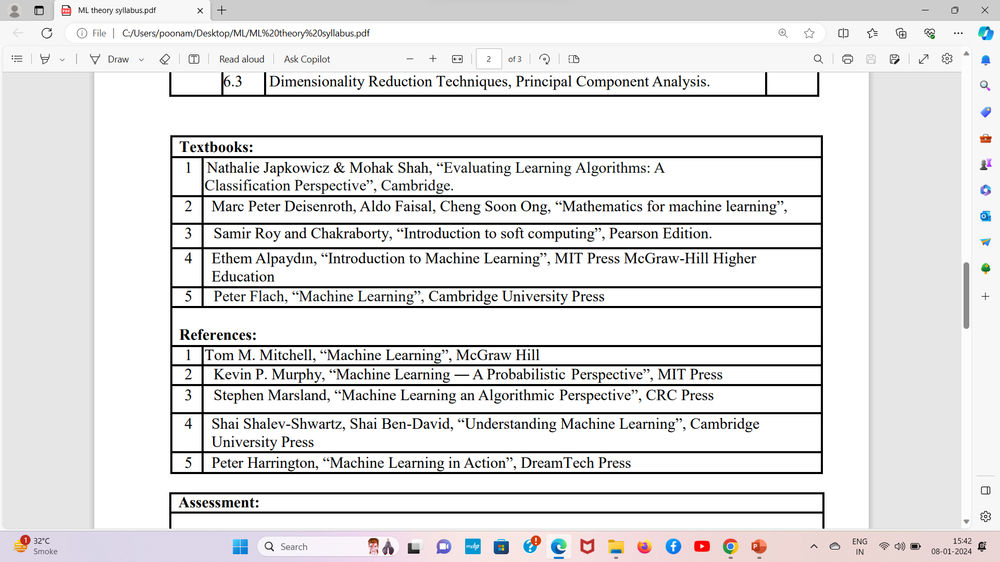 ML theory syllabus.pdf
File
C:/Users/poonam/Desktop/ML/ML%20theory%20syllabus.pdf
Draw
Read aloud
Ask Copilot
2
of 3
6.3 Dimensionality Reduction Techniques, Principal Component Analysis.
Textbooks:
1 Nathalie Japkowicz & Mohak Shah, “Evaluating Learning Algorithms: A
Classification Perspective”, Cambridge.
2 Marc Peter Deisenroth, Aldo Faisal, Cheng Soon Ong, “Mathematics for machine learning”,
3 Samir Roy and Chakraborty, “Introduction to soft computing”, Pearson Edition.
4 Ethem Alpaydın, “Introduction to Machine Learning”, MIT Press McGraw-Hill Higher
Education
5 Peter Flach, “Machine Learning”, Cambridge University Press
References:
1 Tom M. Mitchell, “Machine Learning”, McGraw Hill
2 Kevin P. Murphy, “Machine Learning — A Probabilistic Perspective”, MIT Press
3 Stephen Marsland, “Machine Learning an Algorithmic Perspective”, CRC Press
4 Shai Shalev-Shwartz, Shai Ben-David, “Understanding Machine Learning”, Cambridge
University Press
5 Peter Harrington, “Machine Learning in Action”, DreamTech Press
Assessment:
1
32°C
Smoke
Search
myhp
ENG
IN
15:42
08-01-2024